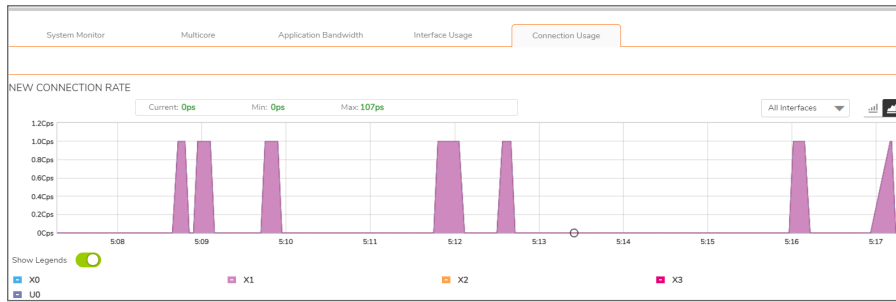 System Monitor Multicore Application Bandwidth Interface Usage Connection Usage
NEW CONNECTION RATE
Current: 0ps Min: 0ps Max: 107ps All Interfaces
1.2Cps
1.0Cps
0.8Cps
0.6Cps
0.4Cps
0.2Cps
0Cps
5:08 5:09 5:10 5:11 5:12 5:13 5:14 5:15 5:16 5:17
Show Legends
X0 X1 X2 X3
U0